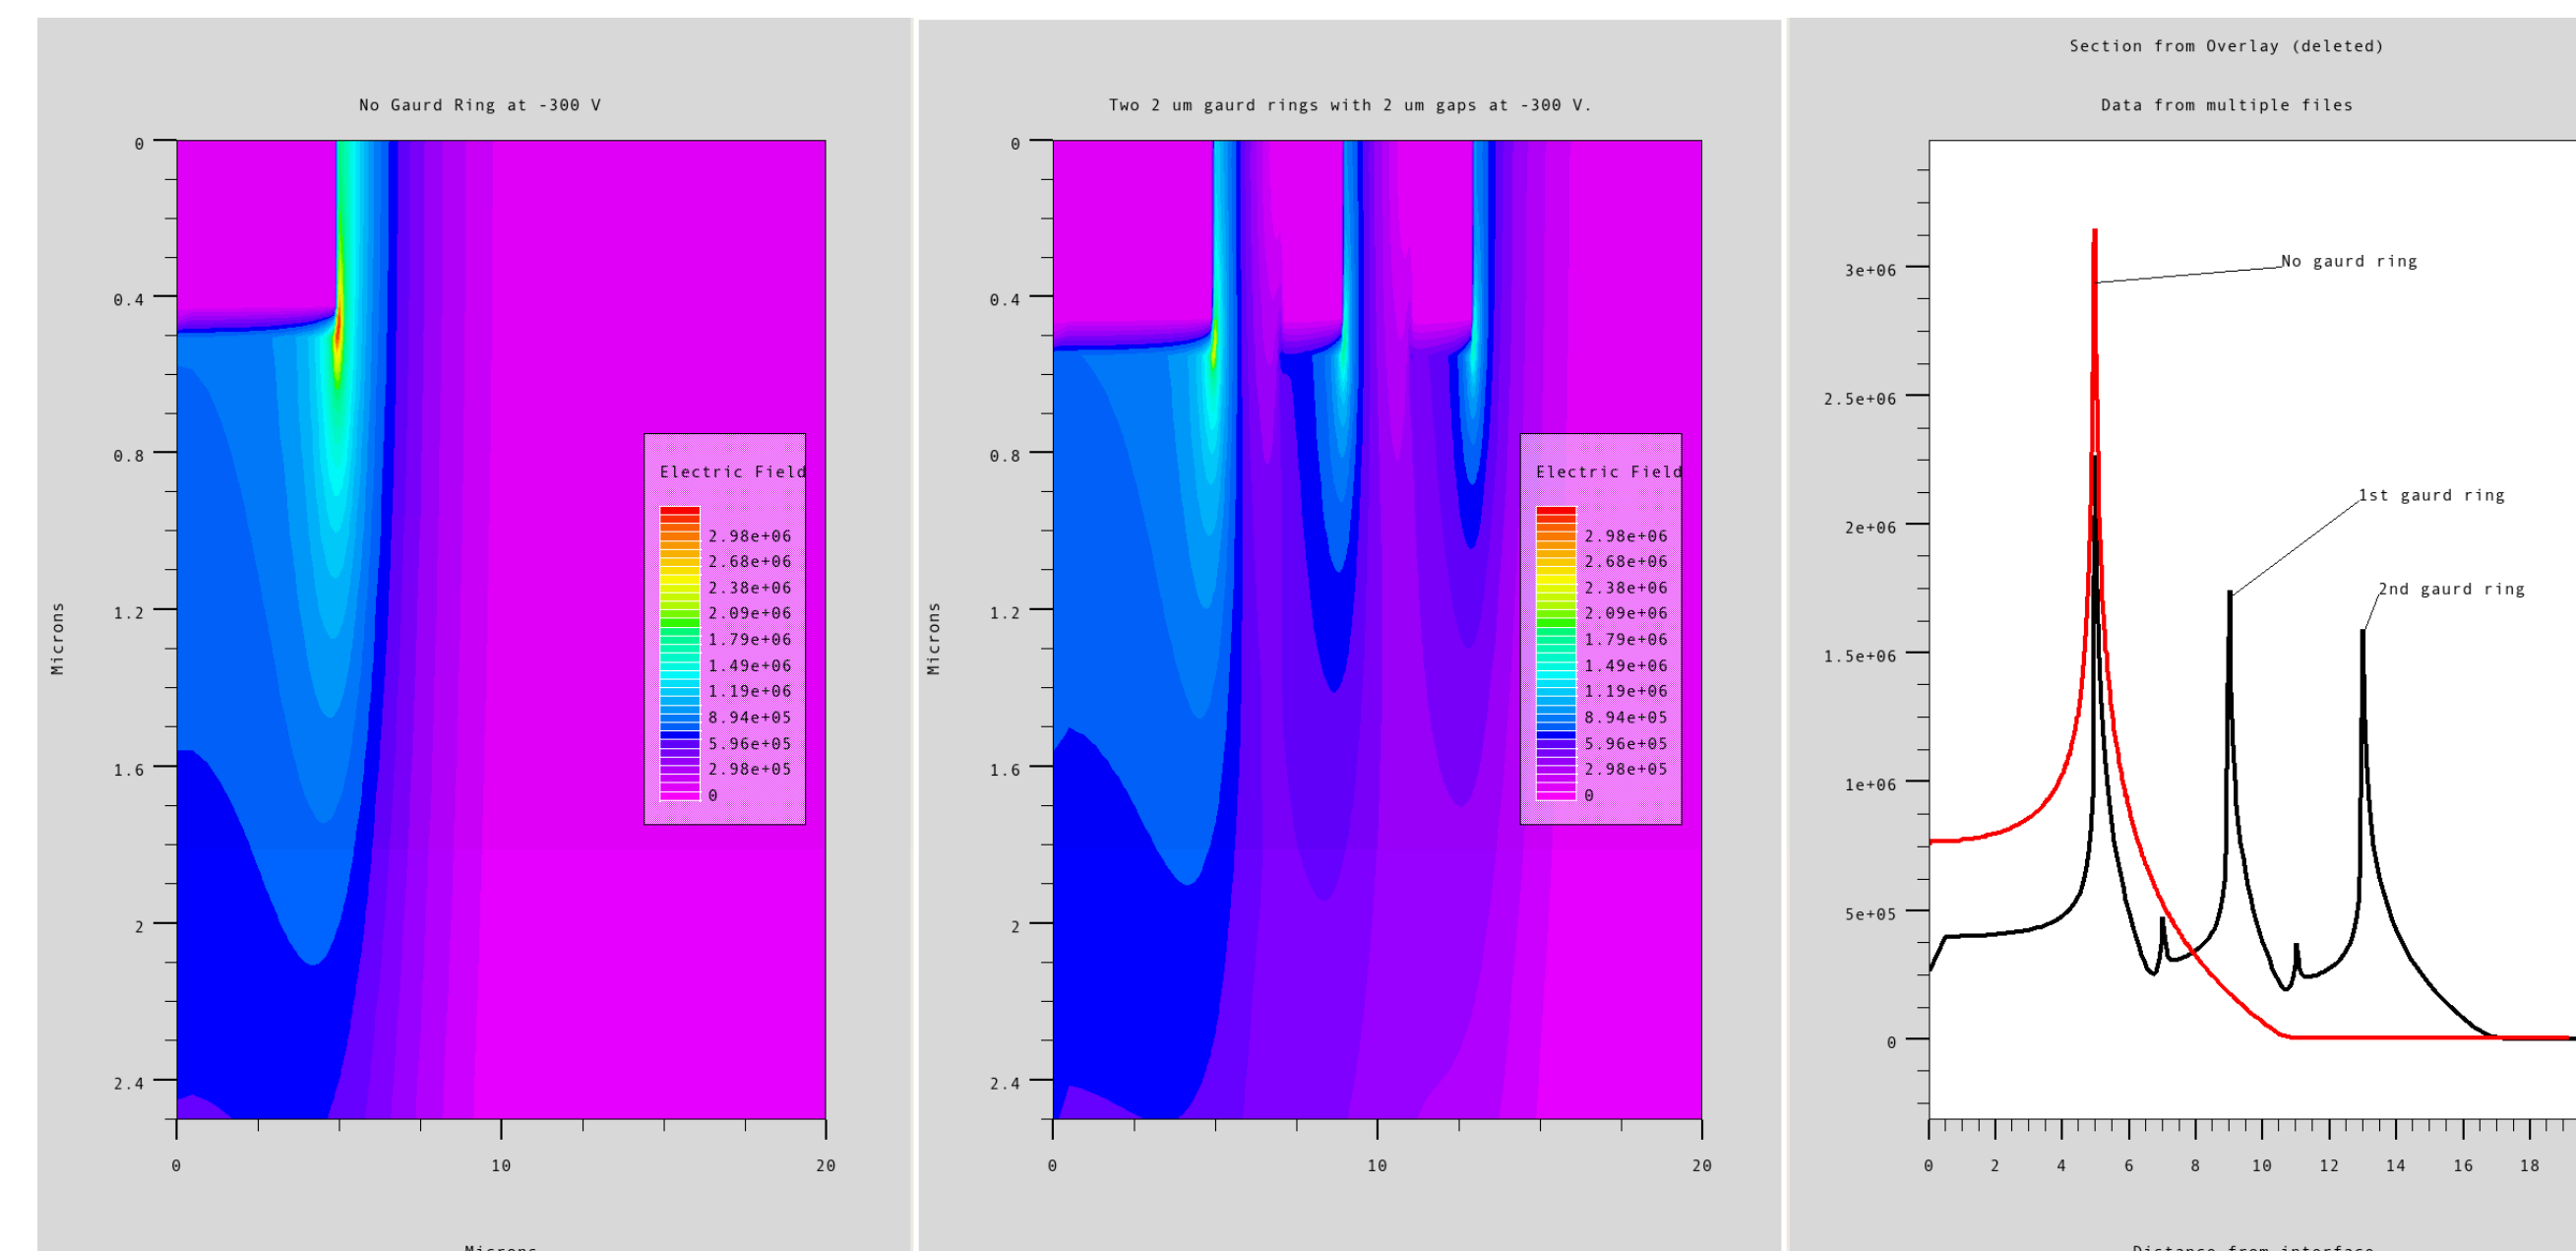 No Gaurd Ring at -300 V
0
0.4
0.8
1.2
1.6
2
2.4
Microns
Electric Field
2.98e+06
2.68e+06
2.38e+06
2.09e+06
1.79e+06
1.49e+06
1.19e+06
8.94e+05
5.96e+05
2.98e+05
0
0 10 20
Microns
Two 2 um gaurd rings with 2 um gaps at -300 V.
0
0.4
0.8
1.2
1.6
2
2.4
Microns
Electric Field
2.98e+06
2.68e+06
2.38e+06
2.09e+06
1.79e+06
1.49e+06
1.19e+06
8.94e+05
5.96e+05
2.98e+05
0
0 10 20
Section from Overlay (deleted)
Data from multiple files
3e+06
2.5e+06
2e+06
1.5e+06
1e+06
5e+05
0
No gaurd ring
1st gaurd ring
2nd gaurd ring
0 2 4 6 8 10 12 14 16 18
Distance from interface